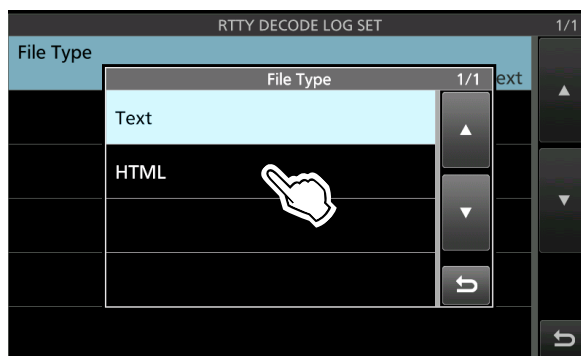 RTTY DECODE LOG SET 1/1
File Type
File Type 1/1
ext
Text
HTML